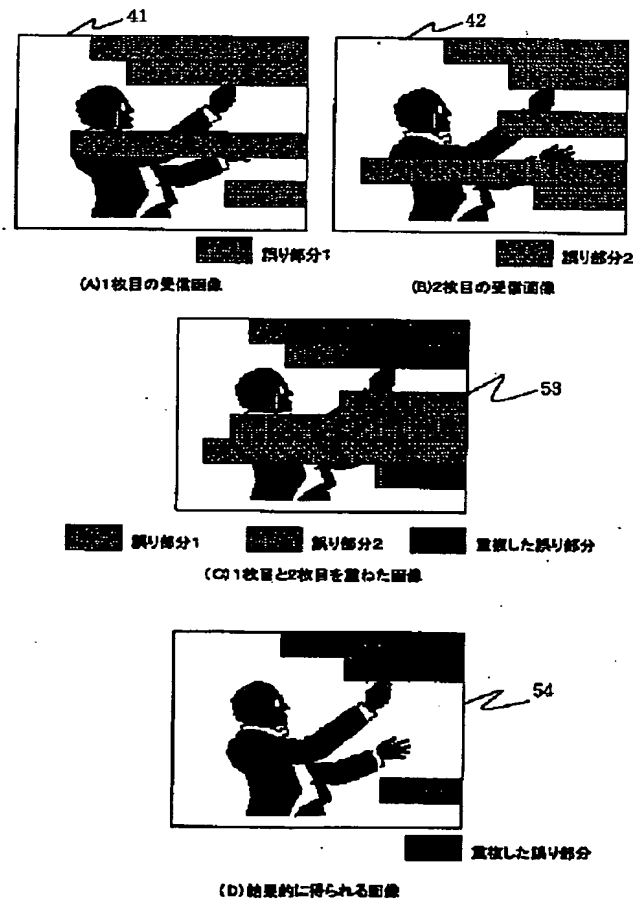 41
42
誤り部分1
誤り部分2
(A)1枚目の受信画像
(B)2枚目の受信画像
53
誤り部分1
誤り部分2
重複した誤り部分
(C)1枚目と2枚目を重ねた画像
54
重複した誤り部分
(D)結果的に得られる画像